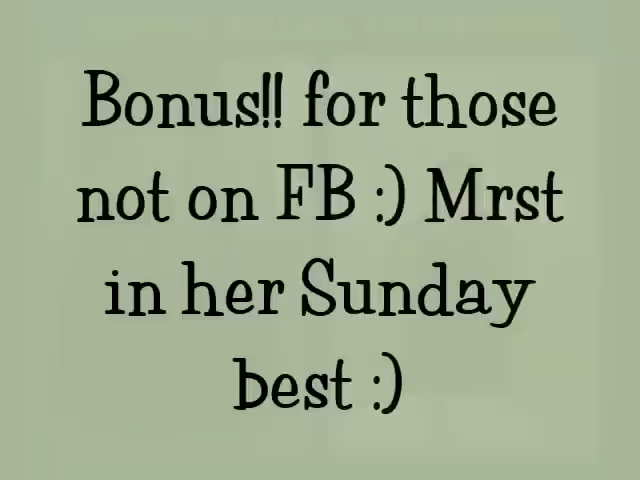 Bonus!! for those
not on FB :) Mrst
in her Sunday
best :)